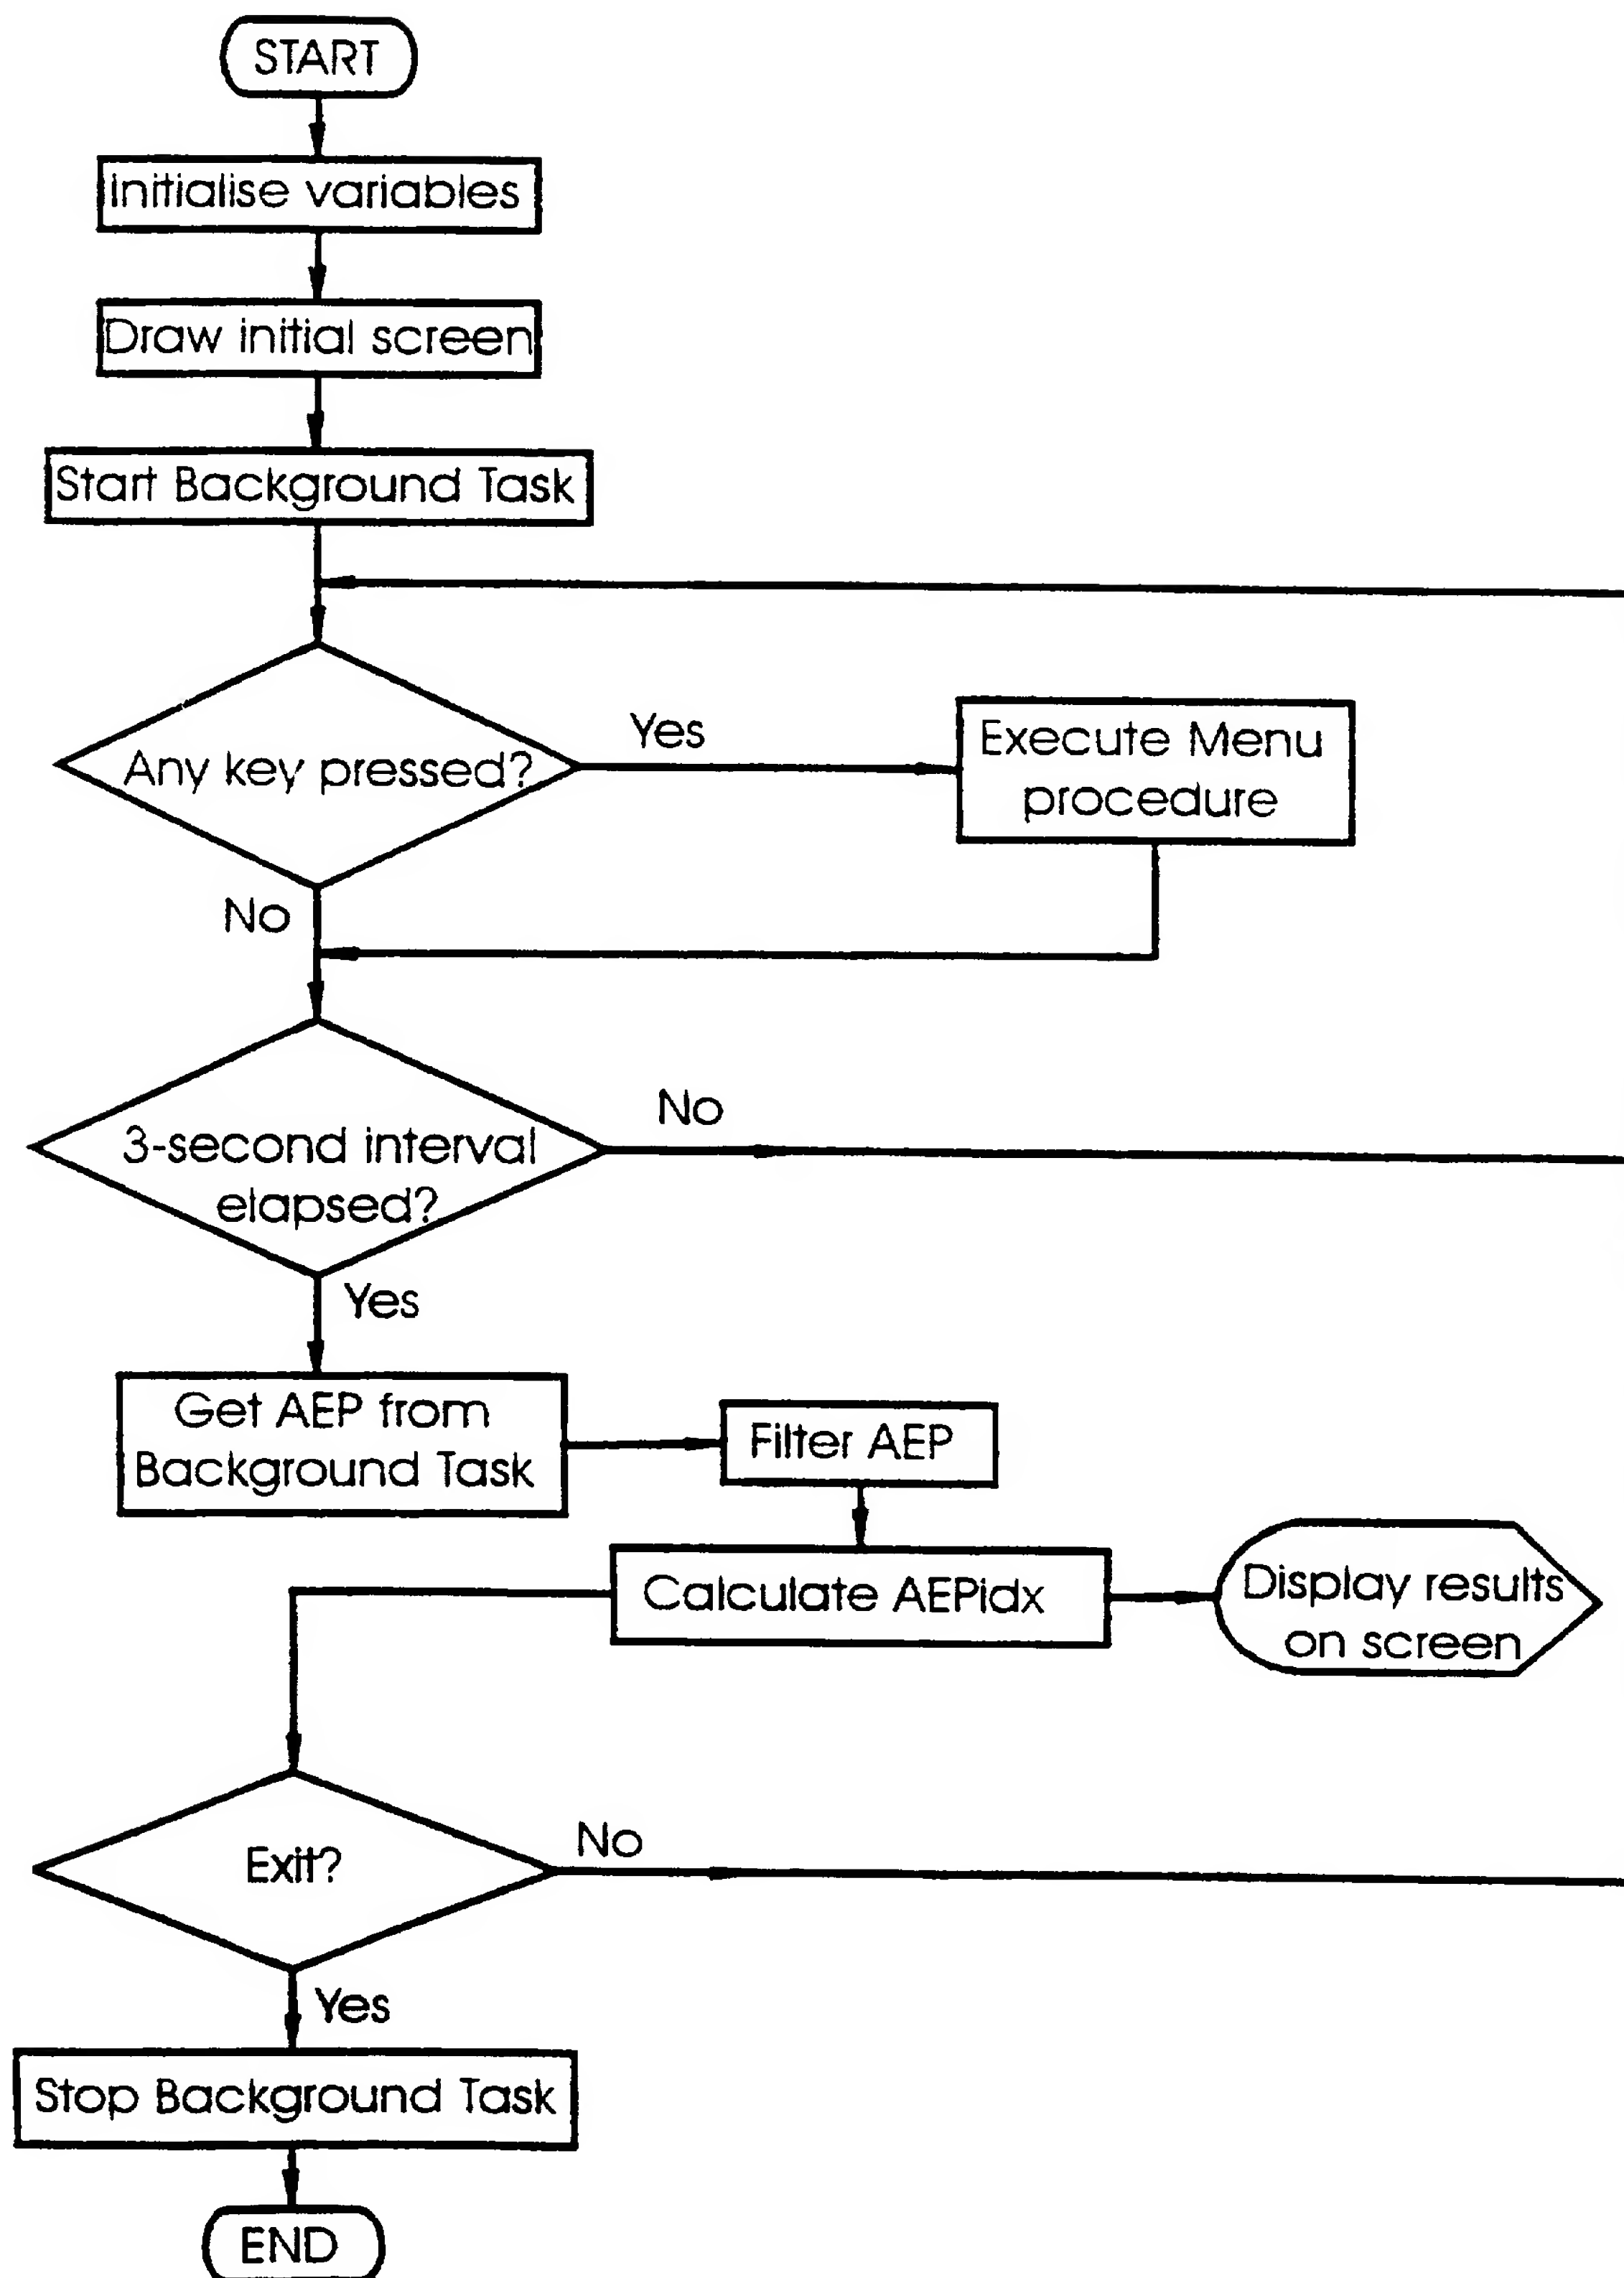 START
Initialise variables
Draw initial screen
Start Background Task
Any key pressed?
Yes
Execute Menu
procedure
No
3-second interval
elapsed?
No
Yes
Get AEP from
Background Task
Filter AEP
Calculate AEPidx
Display results
on screen
Exit?
No
Yes
Stop Background Task
END